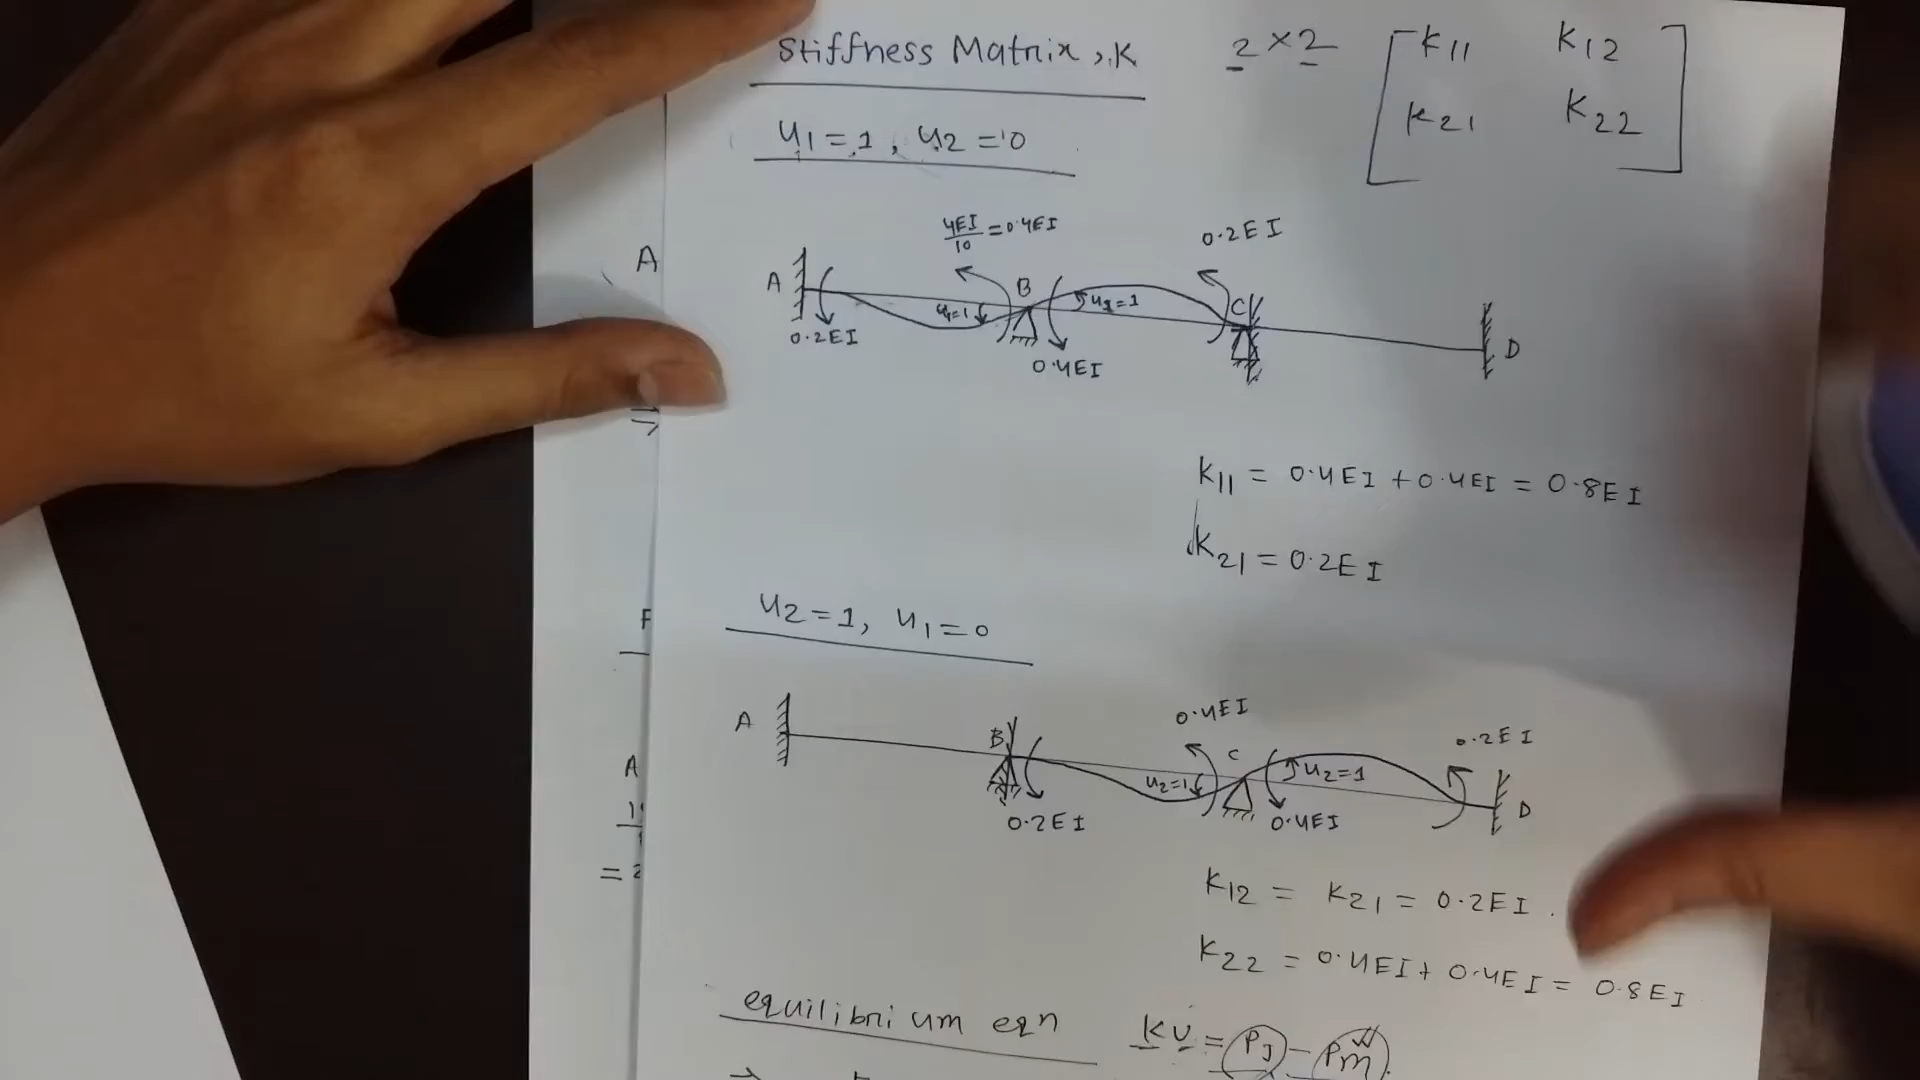 Stiffness Matrix, K 2×2 [K11 K12
K21 K22]
u1=1, u2=0
4EI/10 = 0.4EI
0.2EI
A
A
B
u1=1
u2=1
C
D
0.2EI
0.4EI
K11 = 0.4EI + 0.4EI = 0.8EI
K21 = 0.2EI
u2=1, u1=0
F
0.4EI
0.2EI
A
B
C
u2=1
u2=1
D
A
0.2EI
0.4EI
= 2
K12 = K21 = 0.2EI.
K22 = 0.4EI + 0.4EI = 0.8EI
equilibrium eqn KU = PJ - Pm